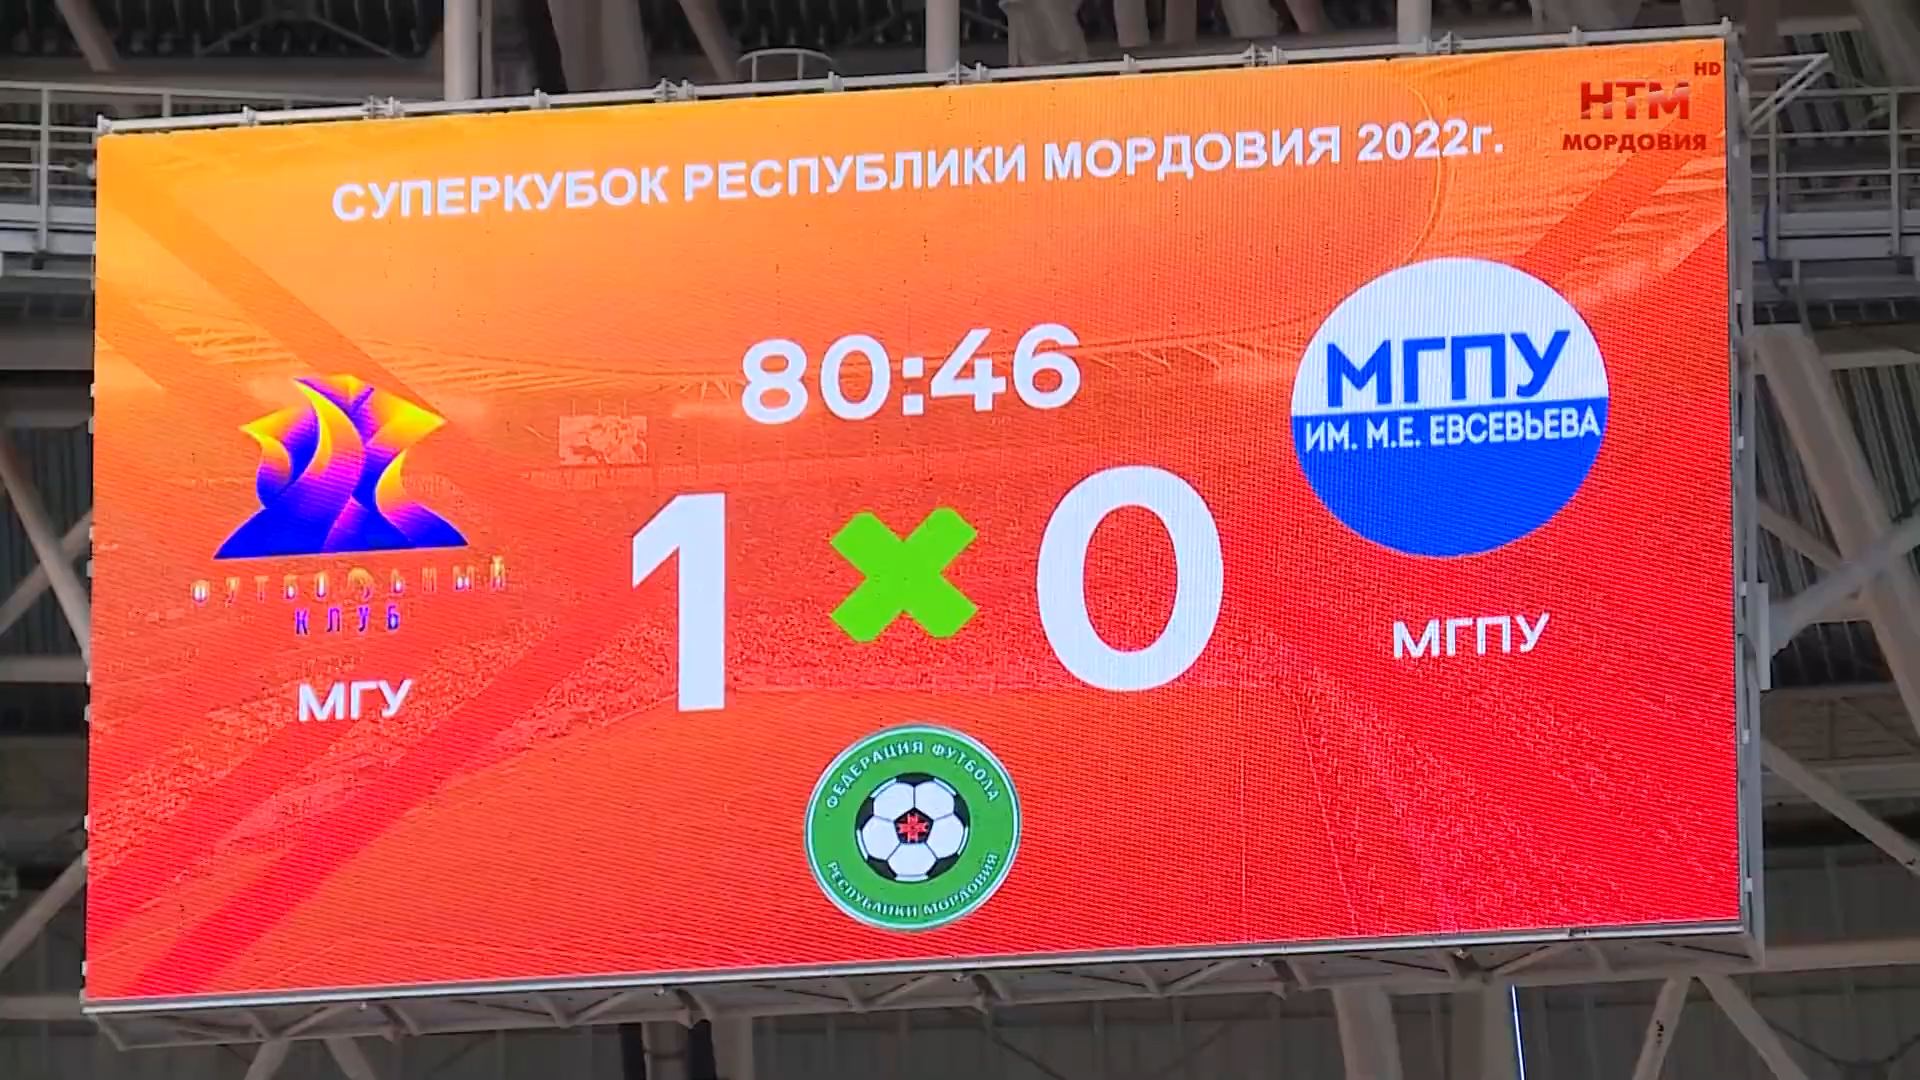 HD
НТМ
МОРДОВИЯ
СУПЕРКУБОК РЕСПУБЛИКИ МОРДОВИЯ 2022г.
80:46
МГПУ
ИМ. М.Е. ЕВСЕВЬЕВА
1 0
ФУТБОЛЬНЫЙ
КЛУБ
МГУ
МГПУ
ФЕДЕРАЦИЯ ФУТБОЛА
РЕСПУБЛИКИ МОРДОВИЯ